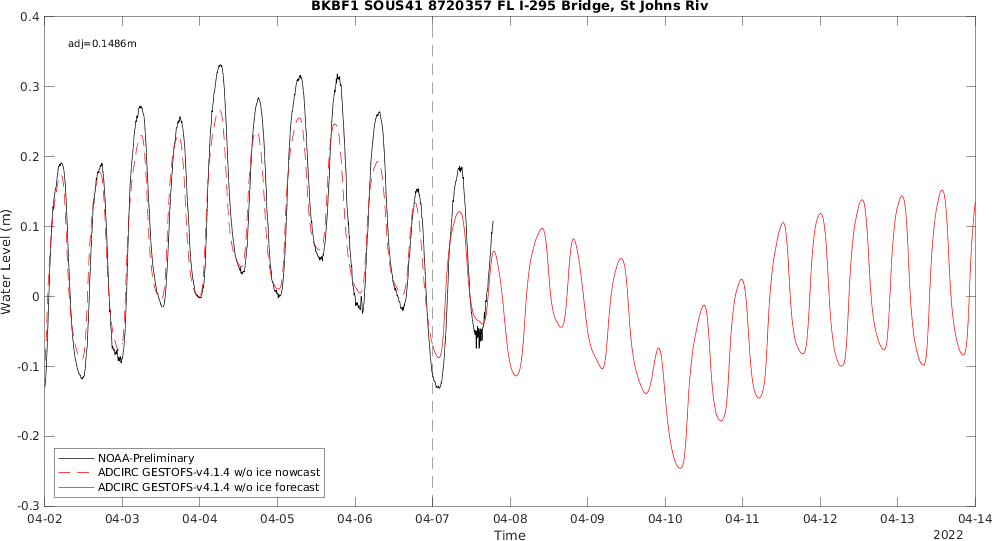 BKBF1 SOUS41 8720357 FL I-295 Bridge, St Johns Riv
adj=0.1486m
0.4
0.3
0.2
0.1
0
-0.1
-0.2
-0.3
Water Level (m)
NOAA-Preliminary
ADCIRC GESTOFS-v4.1.4 w/o ice nowcast
ADCIRC GESTOFS-v4.1.4 w/o ice forecast
04-02 04-03 04-04 04-05 04-06 04-07 04-08 04-09 04-10 04-11 04-12 04-13 04-14
Time
2022